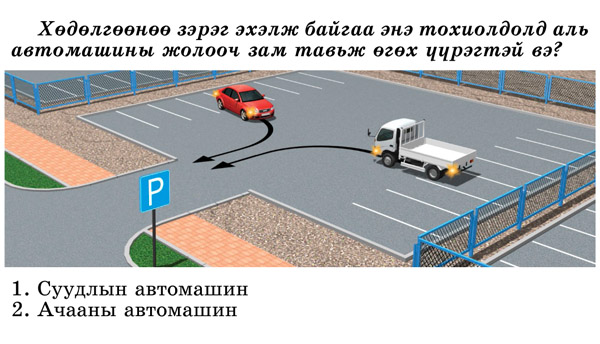 Хөдөлгөөнөө зэрэг эхэлж байгаа энэ тохиолдолд аль
автомашины жолооч зам тавьж өгөх үүрэгтэй вэ?
P
1. Суудлын автомашин
2. Ачааны автомашин